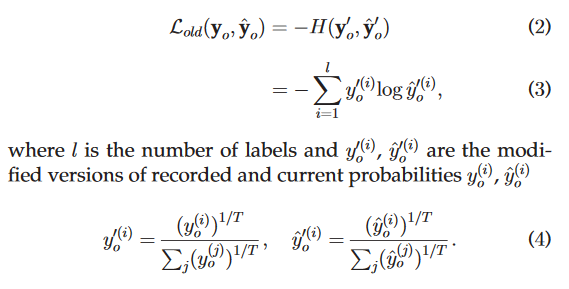 𝓛_old(𝐲_o, 𝐲̂_o) = −H(𝐲′_o, 𝐲̂′_o) (2)
= −∑_{i=1}^{l} y′_o^{(i)} log ŷ′_o^{(i)}, (3)
where l is the number of labels and y′_o^{(i)}, ŷ′_o^{(i)} are the modi-
fied versions of recorded and current probabilities y_o^{(i)}, ŷ_o^{(i)}
y′_o^{(i)} = (y_o^{(i)})^{1/T} / ∑_j (y_o^{(j)})^{1/T}, ŷ′_o^{(i)} = (ŷ_o^{(i)})^{1/T} / ∑_j (ŷ_o^{(j)})^{1/T}. (4)